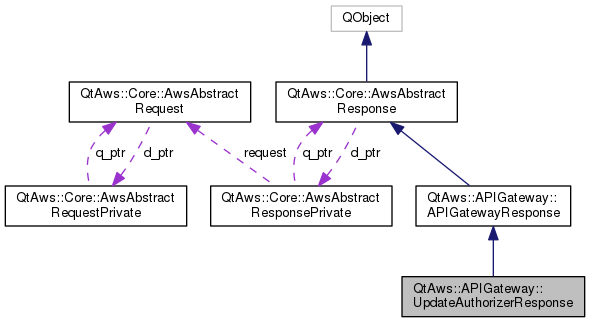 QObject
QtAws::Core::AwsAbstract
Request
QtAws::Core::AwsAbstract
Response
q_ptr
d_ptr
request
q_ptr
d_ptr
QtAws::Core::AwsAbstract
RequestPrivate
QtAws::Core::AwsAbstract
ResponsePrivate
QtAws::APIGateway::
APIGatewayResponse
QtAws::APIGateway::
UpdateAuthorizerResponse